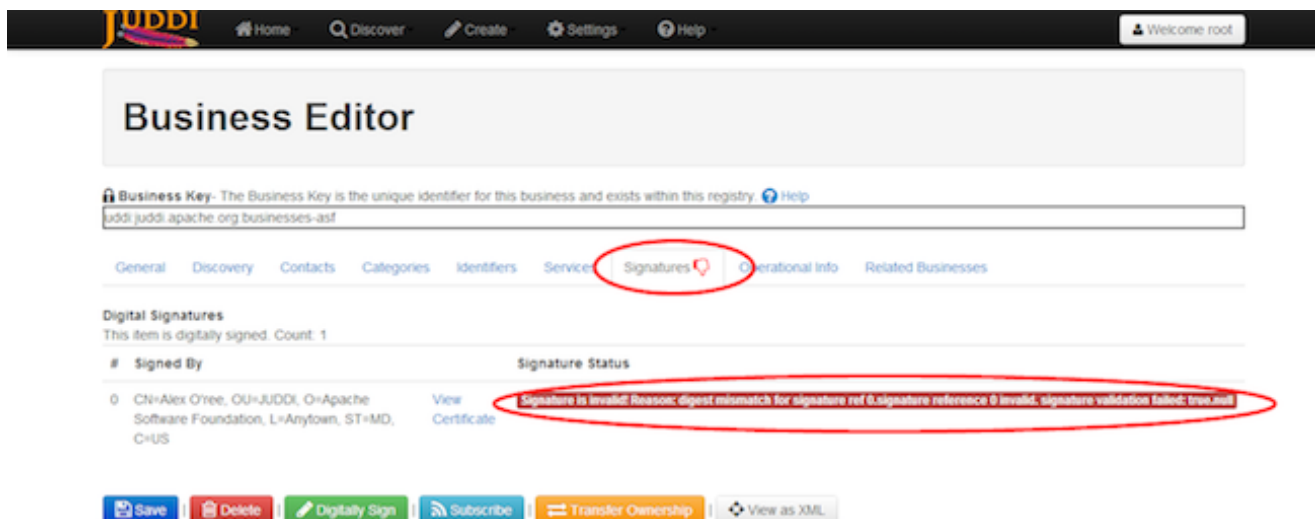 JUDDI Home Discover Create Settings Help Welcome root
Business Editor
Business Key- The Business Key is the unique identifier for this business and exists within this registry. Help
uddi:juddi.apache.org:businesses-asf
General Discovery Contacts Categories Identifiers Services Signatures Operational Info Related Businesses
Digital Signatures
This item is digitally signed. Count: 1
# Signed By Signature Status
0 CN=Alex O'ree, OU=JUDDI, O=Apache View Signature is invalid! Reason: digest mismatch for signature ref 0.signature reference 0 invalid. signature validation failed: true.null
Software Foundation, L=Anytown, ST=MD, Certificate
C=US
Save | Delete | Digitally Sign | Subscribe | Transfer Ownership | View as XML